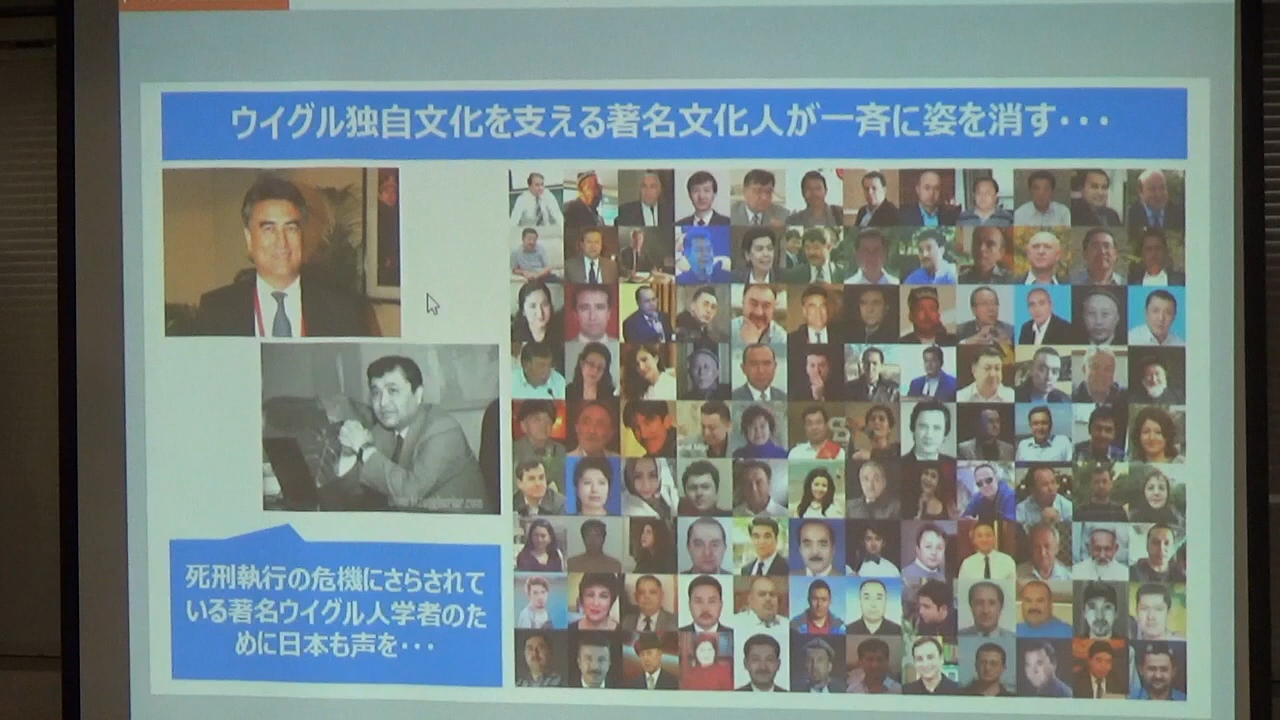 ウイグル独自文化を支える著名文化人が一斉に姿を消す・・・
死刑執行の危機にさらされて
いる著名ウイグル人学者のた
めに日本も声を・・・